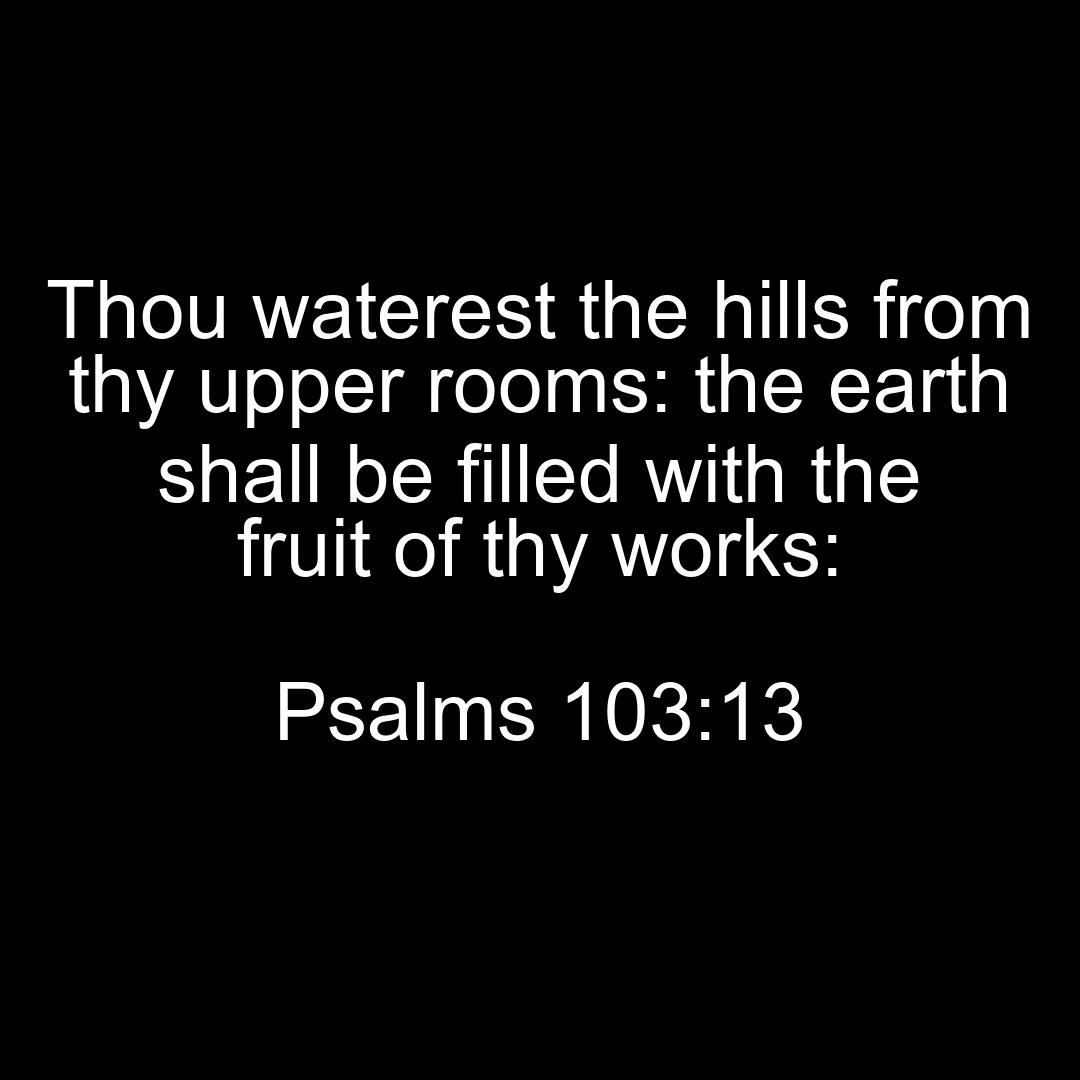 Thou waterest the hills from
thy upper rooms: the earth
shall be filled with the
fruit of thy works:
Psalms 103:13